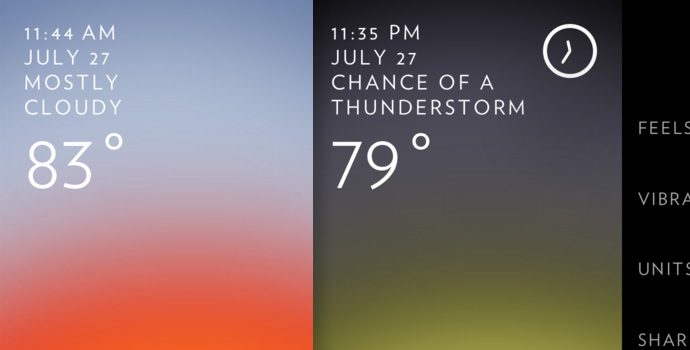 11:44 AM
JULY 27
MOSTLY
CLOUDY
83°
11:35 PM
JULY 27
CHANCE OF A
THUNDERSTORM
79°
FEELS
VIBRA
UNITS
SHAR